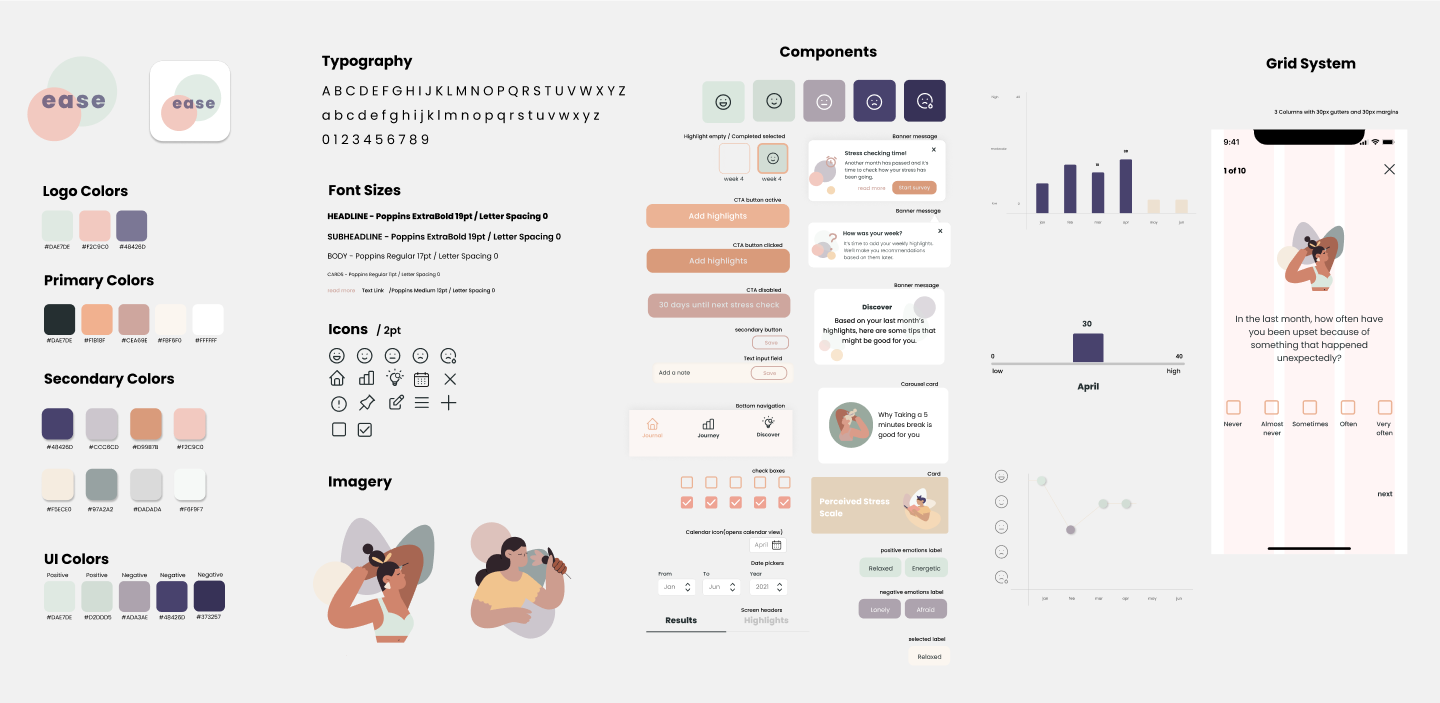 ease
ease
Logo Colors
#DAE7DE
#F2C9C0
#48426D
Primary Colors
#DAE7DE
#F1B18F
#CEA69E
#FBF6F0
#FFFFFF
Secondary Colors
#48426D
#CCC6CD
#D99B7B
#F2C9C0
#F5ECE0
#97A2A2
#DADADA
#F6F9F7
UI Colors
Positive
Positive
Negative
Negative
Negative
#DAE7DE
#D2DDD5
#ADA3AE
#48426D
#373257
Typography
A B C D E F G H I J K L M N O P Q R S T U V W X Y Z
a b c d e f g h i j k l m n o p q r s t u v w x y z
0 1 2 3 4 5 6 7 8 9
Font Sizes
HEADLINE - Poppins ExtraBold 19pt / Letter Spacing 0
SUBHEADLINE - Poppins ExtraBold 19pt / Letter Spacing 0
BODY - Poppins Regular 17pt / Letter Spacing 0
CARDS - Poppins Regular 11pt / Letter Spacing 0
read more Text Link /Poppins Medium 12pt / Letter Spacing 0
Icons / 2pt
Imagery
Components
Highlight empty / Completed selected
week 4
week 4
CTA button active
Add highlights
CTA button clicked
Add highlights
CTA disabled
30 days until next stress check
secondary button
Save
Text input field
Add a note
Save
Bottom navigation
Journal
Journey
Discover
check boxes
Calendar icon(opens calendar view)
April
Date pickers
From
To
Year
Jan
Jun
2021
Screen headers
Results
Highlights
Banner message
Stress checking time!
Another month has passed and it's
time to check how your stress has
been going.
read more
Start survey
Banner message
How was your week?
It's time to add your weekly highlights.
We'll make you recommendations
based on them later.
Banner message
Discover
Based on your last month's
highlights, here are some tips that
might be good for you.
Carousel card
Why Taking a 5
minutes break is
good for you
Card
Perceived Stress
Scale
positive emotions label
Relaxed
Energetic
negative emotions label
Lonely
Afraid
selected label
Relaxed
high
40
moderate
low
0
30
jan
feb
mar
apr
may
jun
30
0
40
low
high
April
jan
feb
mar
apr
may
jun
Grid System
3 Columns with 30px gutters and 30px margins
9:41
1 of 10
In the last month, how often have
you been upset because of
something that happened
unexpectedly?
Never
Almost
never
Sometimes
Often
Very
often
next